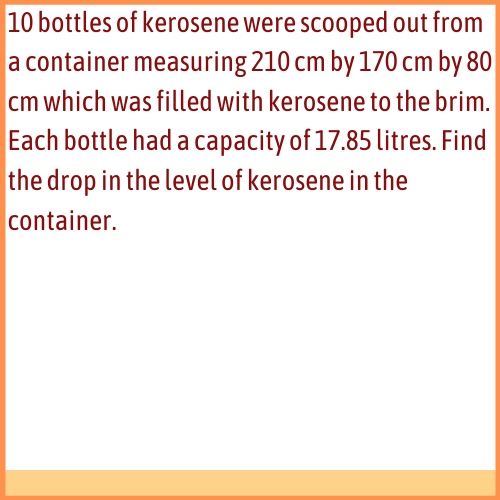 10 bottles of kerosene were scooped out from
a container measuring 210 cm by 170 cm by 80
cm which was filled with kerosene to the brim.
Each bottle had a capacity of 17.85 litres. Find
the drop in the level of kerosene in the
container.